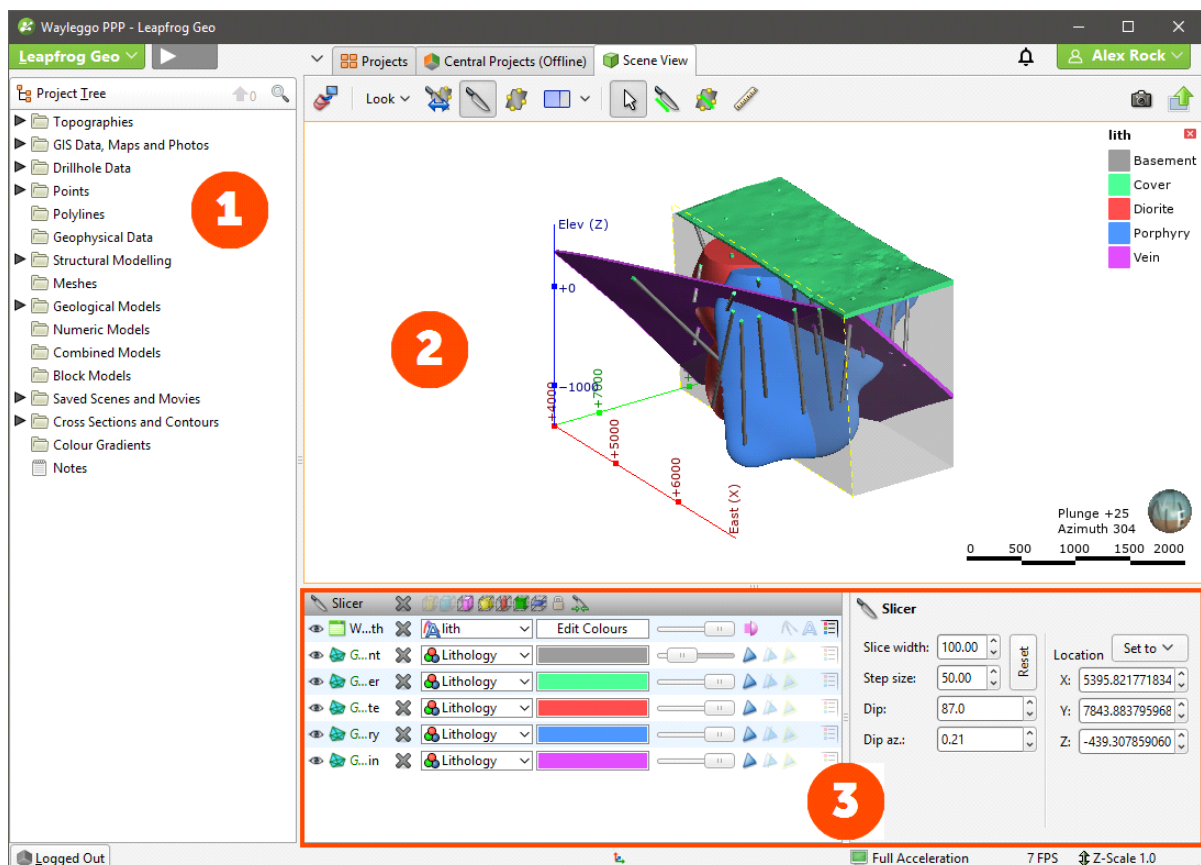 Wayleggo PPP - Leapfrog Geo
Leapfrog Geo
Projects
Central Projects (Offline)
Scene View
Alex Rock
Project Tree
0
Look
Topographies
GIS Data, Maps and Photos
Drillhole Data
Points
Polylines
Geophysical Data
Structural Modelling
Meshes
Geological Models
Numeric Models
Combined Models
Block Models
Saved Scenes and Movies
Cross Sections and Contours
Colour Gradients
Notes
1
2
Elev (Z)
+0
−1000
+4000
+7000
+5000
+6000
East (X)
lith
Basement
Cover
Diorite
Porphyry
Vein
Plunge +25
Azimuth 304
0 500 1000 1500 2000
Slicer
W...th lith Edit Colours
G...nt Lithology
G...er Lithology
G...te Lithology
G...ry Lithology
G...in Lithology
Slicer
Slice width: 100.00
Step size: 50.00
Reset
Dip: 87.0
Dip az.: 0.21
Location Set to
X: 5395.821771834
Y: 7843.883795968
Z: -439.307859060
3
Logged Out
Full Acceleration
7 FPS
Z-Scale 1.0